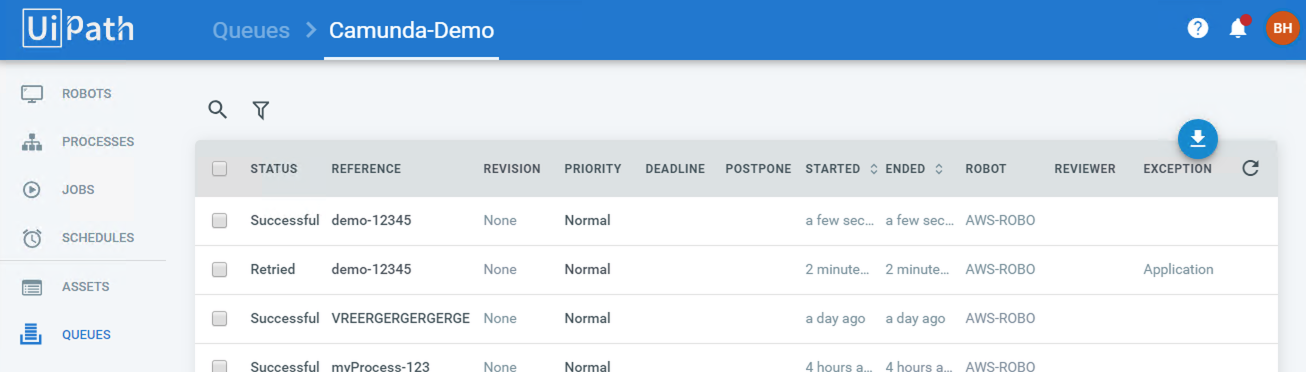 UiPath Queues > Camunda-Demo ? BH
ROBOTS
PROCESSES
JOBS
SCHEDULES
ASSETS
QUEUES
STATUS REFERENCE REVISION PRIORITY DEADLINE POSTPONE STARTED ENDED ROBOT REVIEWER EXCEPTION
Successful demo-12345 None Normal a few sec... a few sec... AWS-ROBO
Retried demo-12345 None Normal 2 minute... 2 minute... AWS-ROBO Application
Successful VREERGERGERGERGE None Normal a day ago a day ago AWS-ROBO
Successful myProcess-123 None Normal 4 hours a... 4 hours a... AWS-ROBO